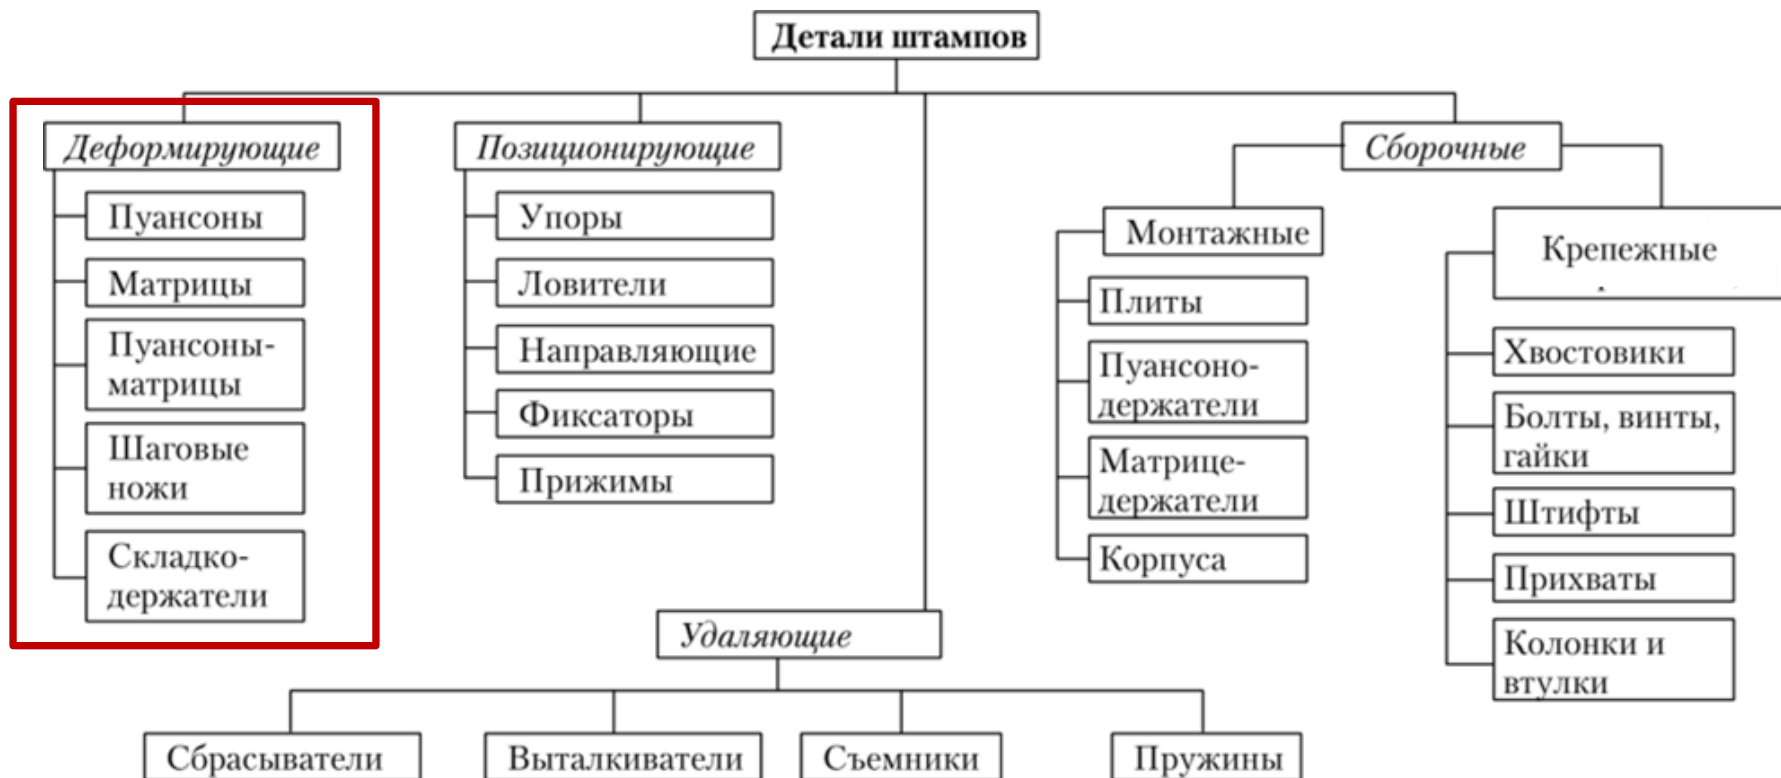 Детали штампов
Деформирующие
Пуансоны
Матрицы
Пуансоны-
матрицы
Шаговые
ножи
Складко-
держатели
Позиционирующие
Упоры
Ловители
Направляющие
Фиксаторы
Прижимы
Сборочные
Монтажные
Плиты
Пуансоно-
держатели
Матрице-
держатели
Корпуса
Крепежные
Хвостовики
Болты, винты,
гайки
Штифты
Прихваты
Колонки и
втулки
Удаляющие
Сбрасыватели
Выталкиватели
Съемники
Пружины